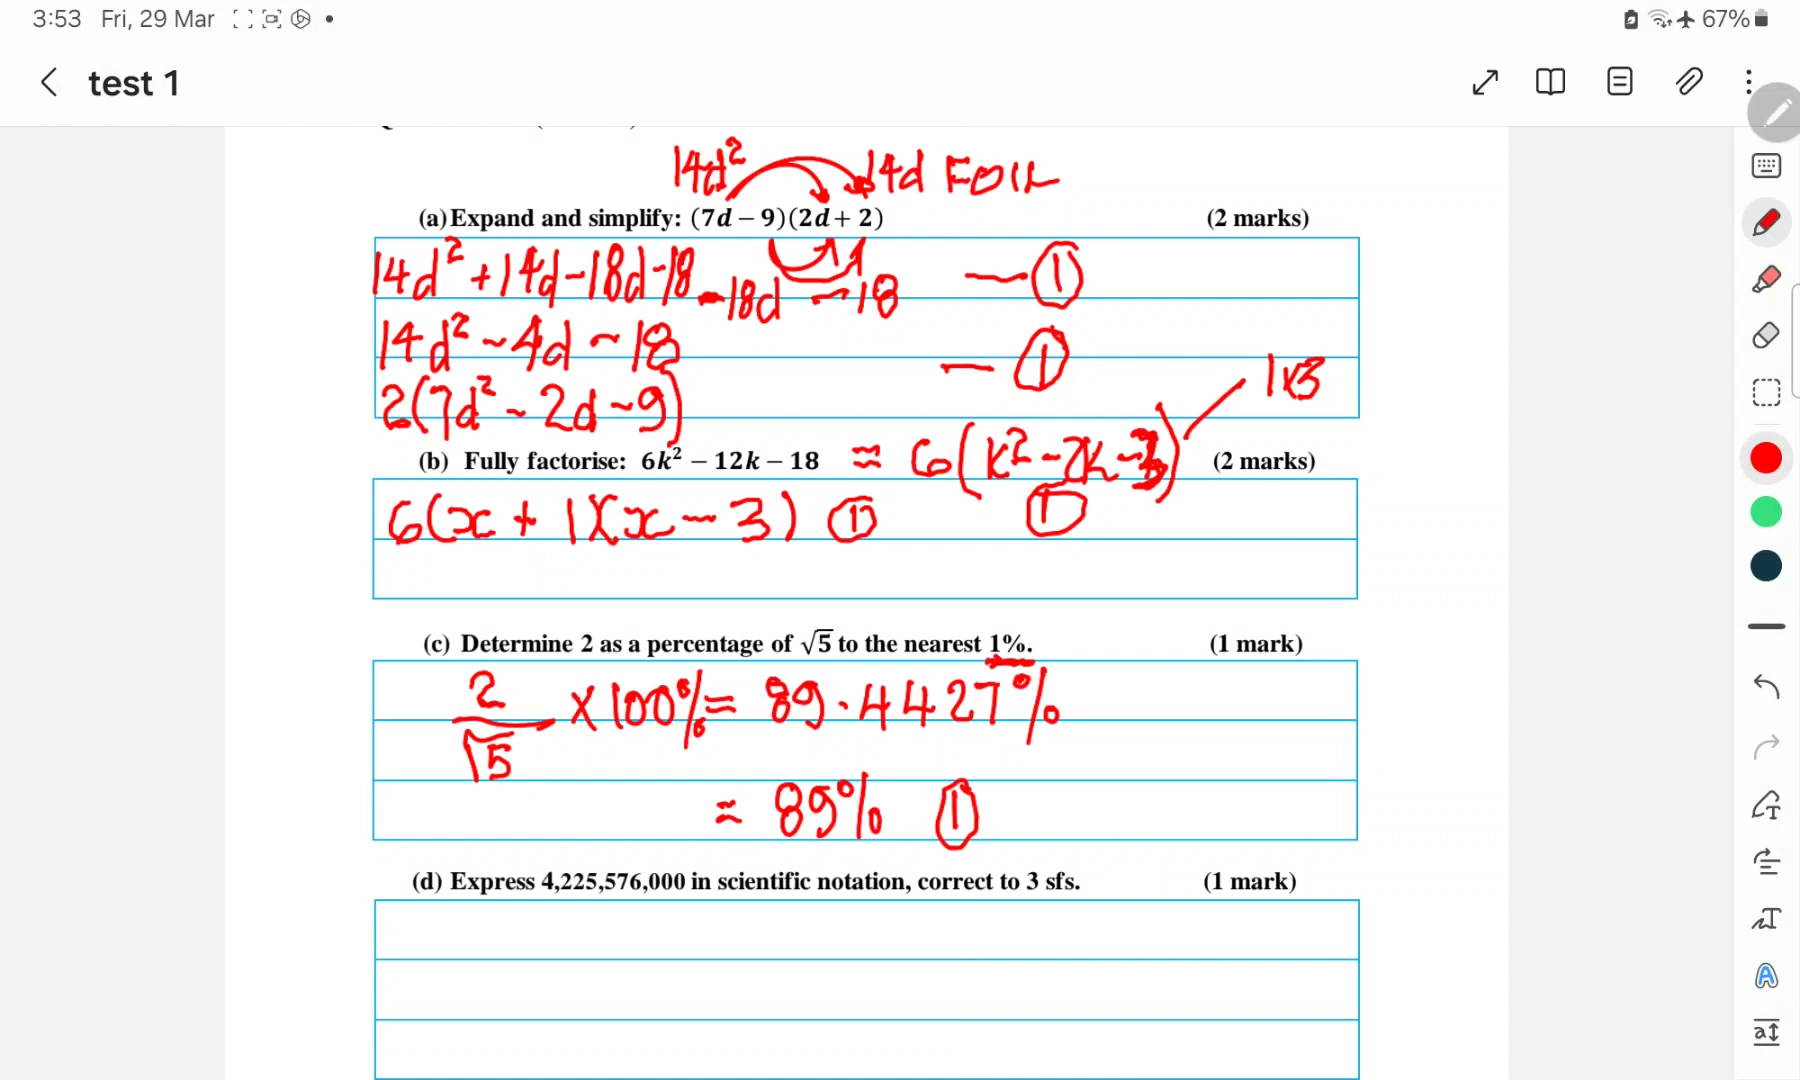 3:53 Fri, 29 Mar 67%
test 1
14d² 14d FOIL
(a) Expand and simplify: (7d − 9)(2d + 2) (2 marks)
14d² + 14d - 18d - 18 - 18d - 18 — ①
14d² - 4d - 18 — ①
1x3
2(7d² - 2d - 9)
(b) Fully factorise: 6k² − 12k − 18 = 6(k² - 2k - 3) (2 marks)
6(x + 1)(x - 3) ① ①
(c) Determine 2 as a percentage of √5 to the nearest 1%. (1 mark)
2/√5 × 100% = 89.4427%
= 89% ①
(d) Express 4,225,576,000 in scientific notation, correct to 3 sfs. (1 mark)